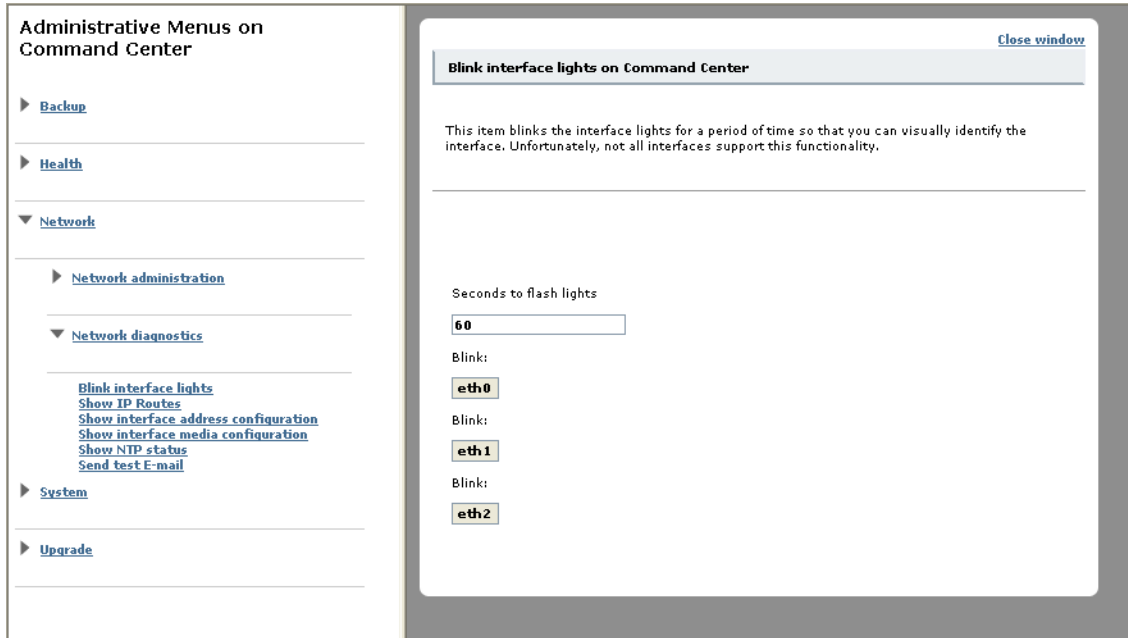 Administrative Menus on
Command Center
Backup
Health
Network
Network administration
Network diagnostics
Blink interface lights
Show IP Routes
Show interface address configuration
Show interface media configuration
Show NTP status
Send test E-mail
System
Upgrade
Close window
Blink interface lights on Command Center
This item blinks the interface lights for a period of time so that you can visually identify the
interface. Unfortunately, not all interfaces support this functionality.
Seconds to flash lights
60
Blink:
eth0
Blink:
eth1
Blink:
eth2